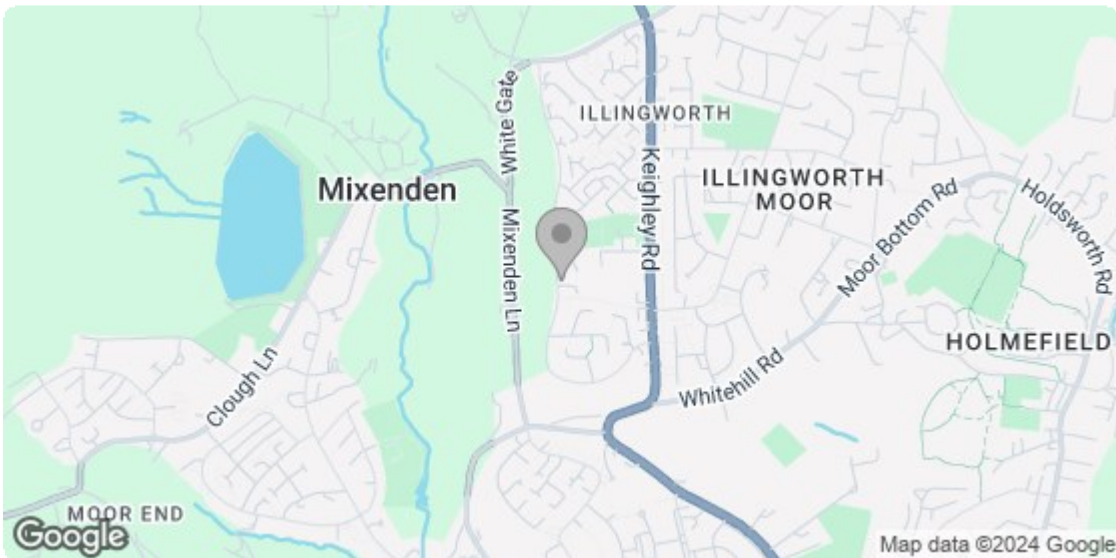 White Gate
ILLINGWORTH
Keighley Rd
Mixenden
ILLINGWORTH
MOOR
Holdsworth Rd
Mixenden Ln
Moor Bottom Rd
HOLMEFIELD
Clough Ln
Whitehill Rd
MOOR END
Google
Map data ©2024 Google